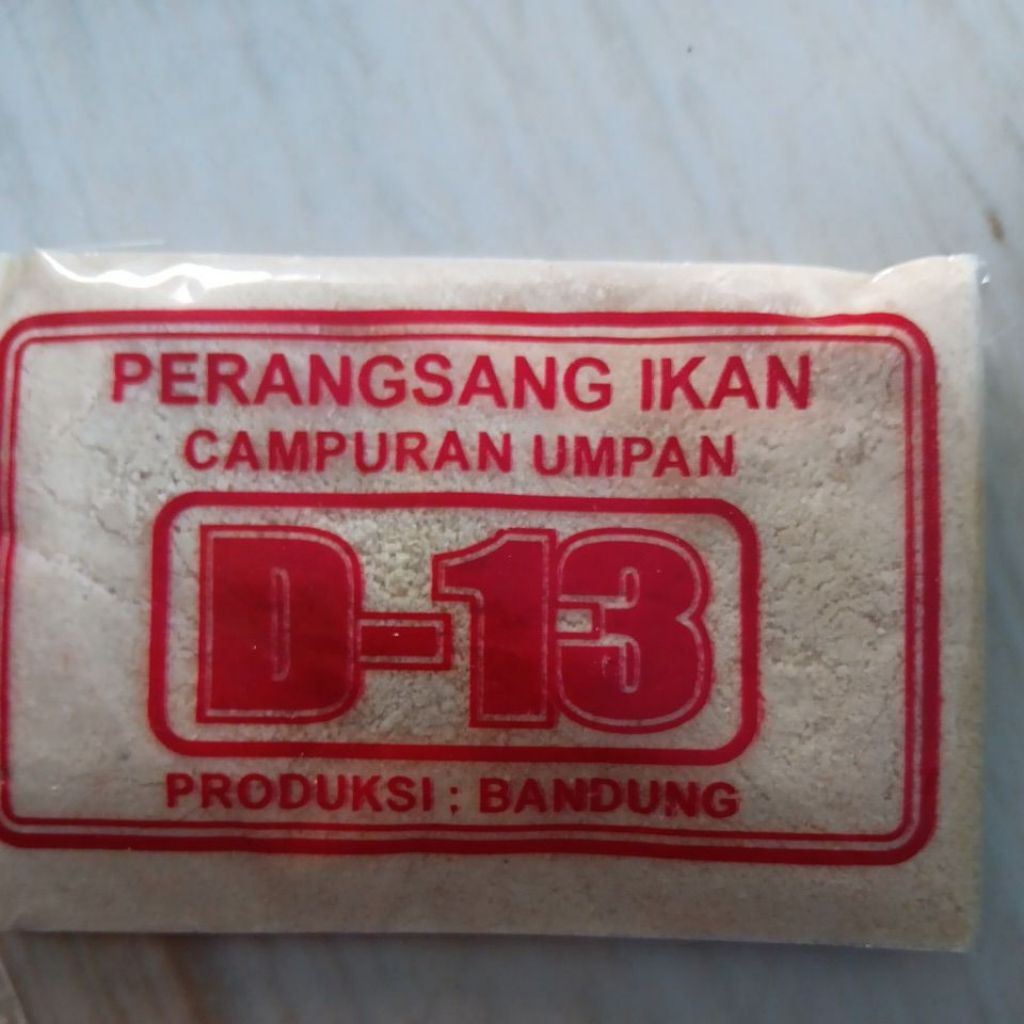 PERANGSANG IKAN
CAMPURAN UMPAN
D-13
PRODUKSI : BANDUNG